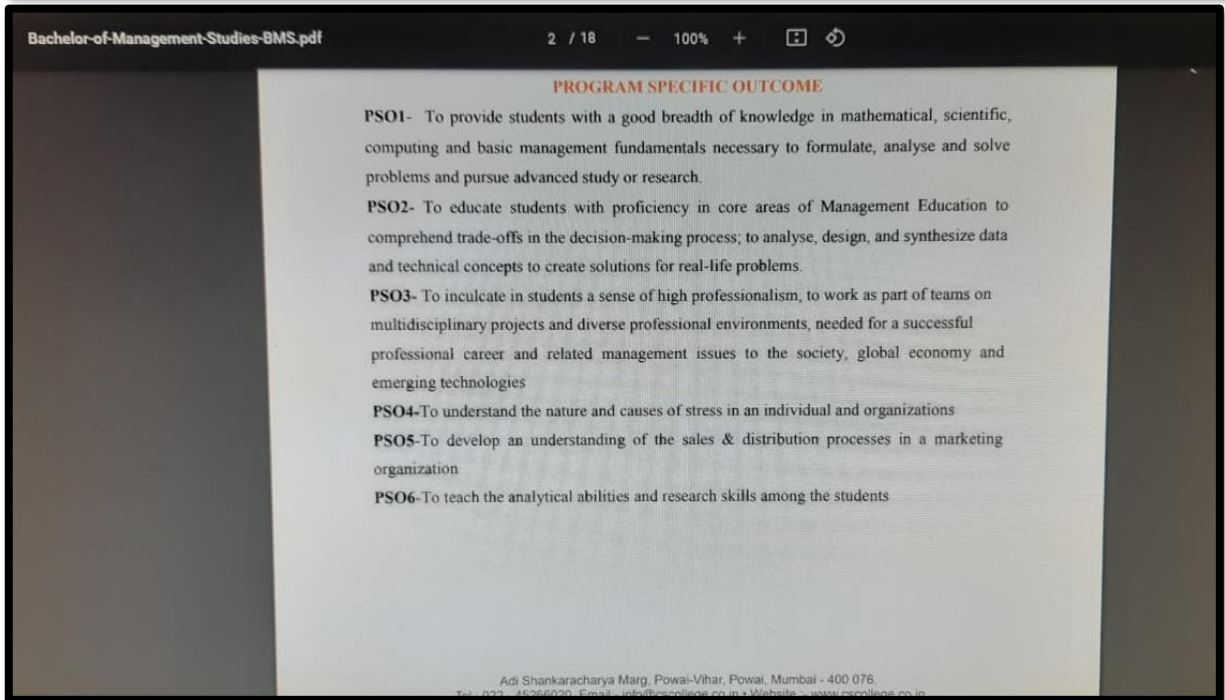 Bachelor-of-Management-Studies-BMS.pdf
2 / 18 − 100% +
PROGRAM SPECIFIC OUTCOME
PSO1- To provide students with a good breadth of knowledge in mathematical, scientific,
computing and basic management fundamentals necessary to formulate, analyse and solve
problems and pursue advanced study or research.
PSO2- To educate students with proficiency in core areas of Management Education to
comprehend trade-offs in the decision-making process; to analyse, design, and synthesize data
and technical concepts to create solutions for real-life problems.
PSO3- To inculcate in students a sense of high professionalism, to work as part of teams on
multidisciplinary projects and diverse professional environments, needed for a successful
professional career and related management issues to the society, global economy and
emerging technologies
PSO4-To understand the nature and causes of stress in an individual and organizations
PSO5-To develop an understanding of the sales & distribution processes in a marketing
organization
PSO6-To teach the analytical abilities and research skills among the students
Adi Shankaracharya Marg, Powai-Vihar, Powai, Mumbai - 400 076.